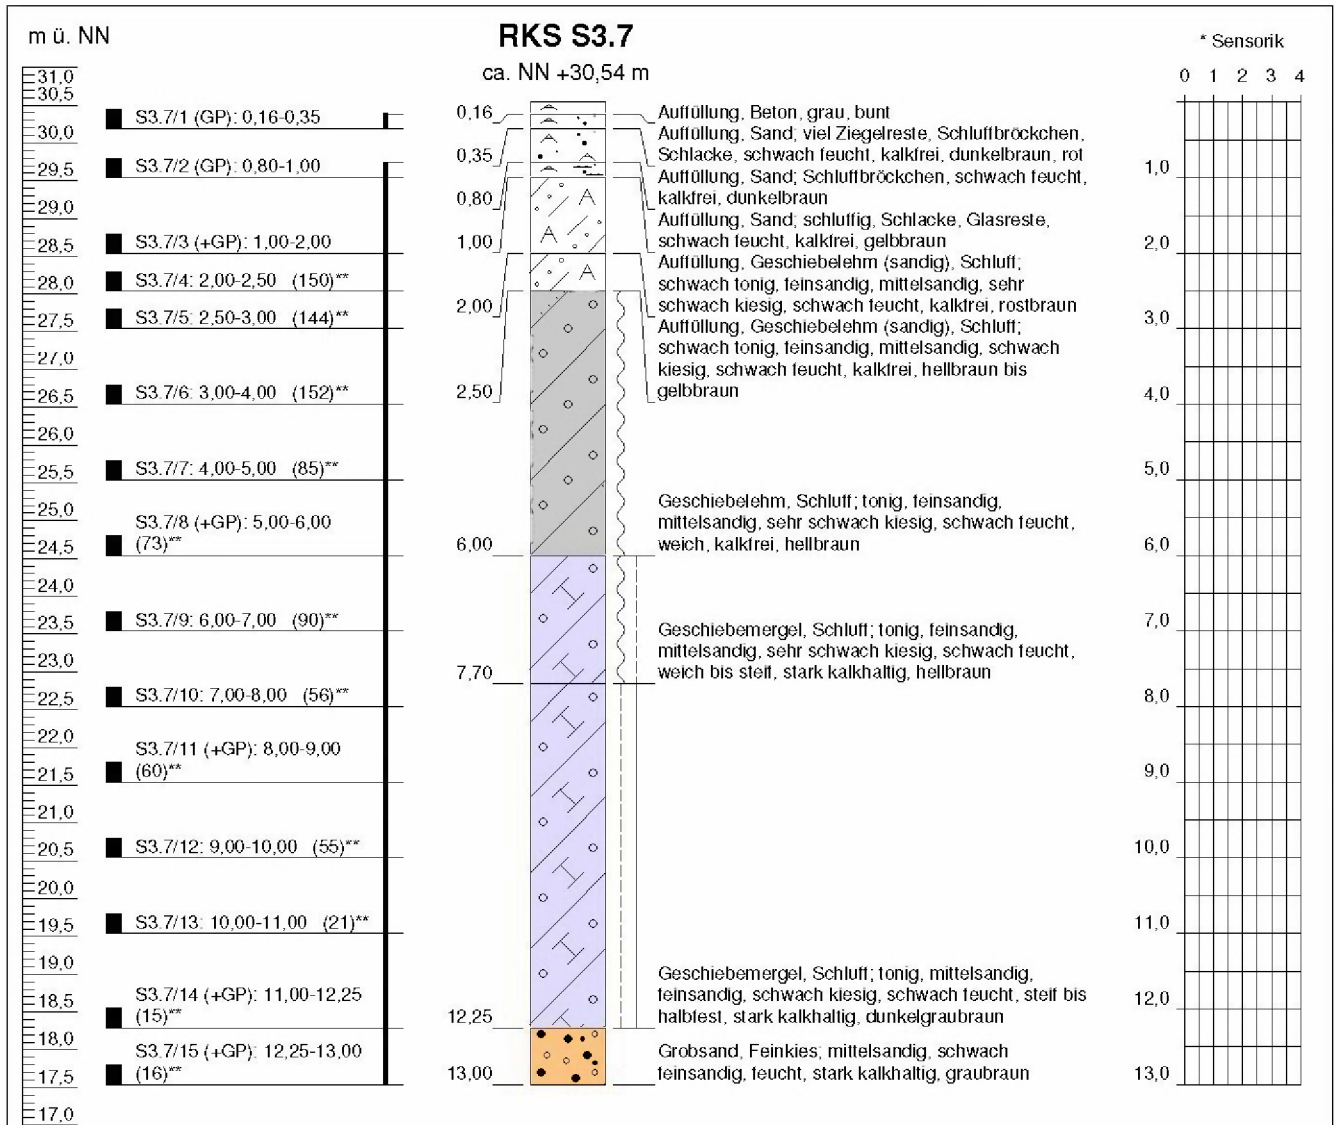 m ü. NN
RKS S3.7
ca. NN +30,54 m
* Sensorik
0 1 2 3 4
31,0
30,5
30,0
29,5
29,0
28,5
28,0
27,5
27,0
26,5
26,0
25,5
25,0
24,5
24,0
23,5
23,0
22,5
22,0
21,5
21,0
20,5
20,0
19,5
19,0
18,5
18,0
17,5
17,0
S3.7/1 (GP): 0,16-0,35
S3.7/2 (GP): 0,80-1,00
S3.7/3 (+GP): 1,00-2,00
S3.7/4: 2,00-2,50 (150)**
S3.7/5: 2,50-3,00 (144)**
S3.7/6: 3,00-4,00 (152)**
S3.7/7: 4,00-5,00 (85)**
S3.7/8 (+GP): 5,00-6,00
(73)**
S3.7/9: 6,00-7,00 (90)**
S3.7/10: 7,00-8,00 (56)**
S3.7/11 (+GP): 8,00-9,00
(60)**
S3.7/12: 9,00-10,00 (55)**
S3.7/13: 10,00-11,00 (21)**
S3.7/14 (+GP): 11,00-12,25
(15)**
S3.7/15 (+GP): 12,25-13,00
(16)**
0,16
0,35
0,80
1,00
2,00
2,50
6,00
7,70
12,25
13,00
A
A
A
Auffüllung, Beton, grau, bunt
Auffüllung, Sand; viel Ziegelreste, Schluffbröckchen,
Schlacke, schwach feucht, kalkfrei, dunkelbraun, rot
Auffüllung, Sand; Schluffbröckchen, schwach feucht,
kalkfrei, dunkelbraun
Auffüllung, Sand; schluffig, Schlacke, Glasreste,
schwach feucht, kalkfrei, gelbbraun
Auffüllung, Geschiebelehm (sandig), Schluff;
schwach tonig, feinsandig, mittelsandig, sehr
schwach kiesig, schwach feucht, kalkfrei, rostbraun
Auffüllung, Geschiebelehm (sandig), Schluff;
schwach tonig, feinsandig, mittelsandig, schwach
kiesig, schwach feucht, kalkfrei, hellbraun bis
gelbbraun
Geschiebelehm, Schluff; tonig, feinsandig,
mittelsandig, sehr schwach kiesig, schwach feucht,
weich, kalkfrei, hellbraun
Geschiebemergel, Schluff; tonig, feinsandig,
mittelsandig, sehr schwach kiesig, schwach feucht,
weich bis steif, stark kalkhaltig, hellbraun
Geschiebemergel, Schluff; tonig, mittelsandig,
feinsandig, schwach kiesig, schwach feucht, steif bis
halbfest, stark kalkhaltig, dunkelgraubraun
Grobsand, Feinkies; mittelsandig, schwach
feinsandig, feucht, stark kalkhaltig, graubraun
1,0
2,0
3,0
4,0
5,0
6,0
7,0
8,0
9,0
10,0
11,0
12,0
13,0